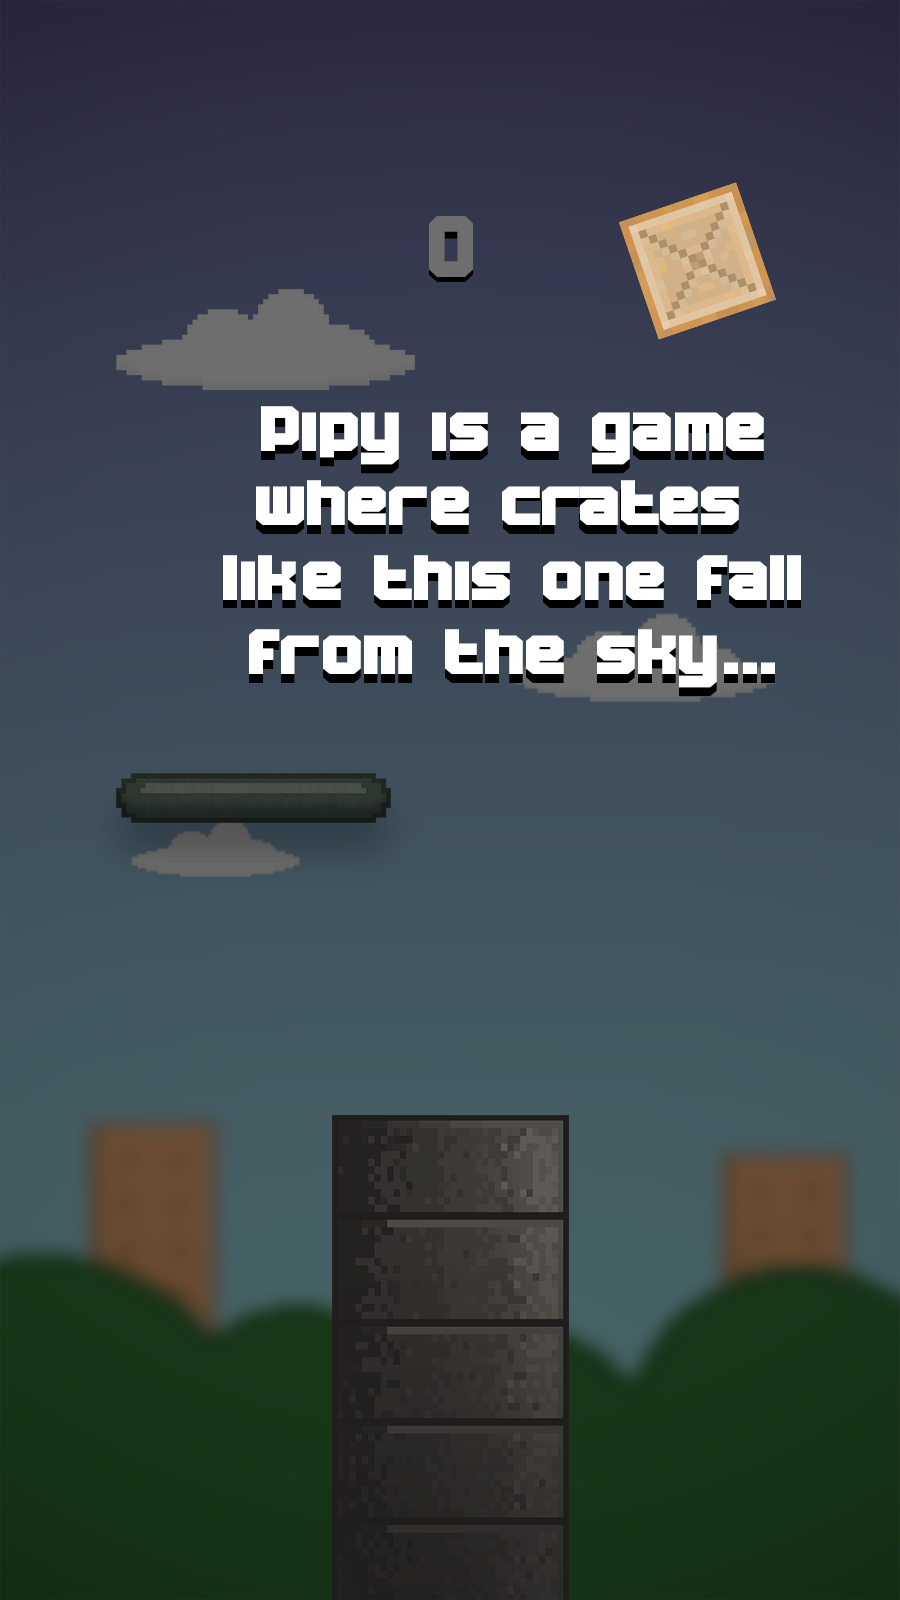 0
Pipy is a game
where crates
like this one fall
from the sky...